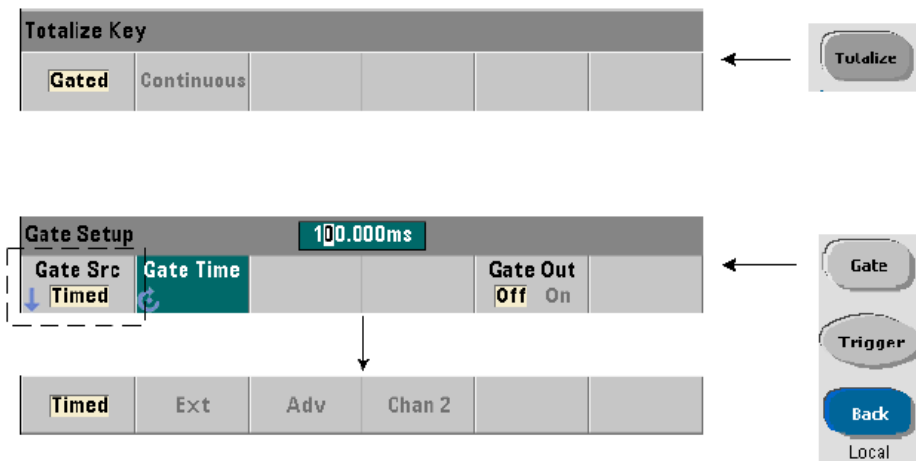 Totalize Key
Gated Continuous
Totalize
Gate Setup 100.000ms
Gate Src Gate Time Gate Out
Timed Off On
Gate
Trigger
Timed Ext Adv Chan 2
Back
Local